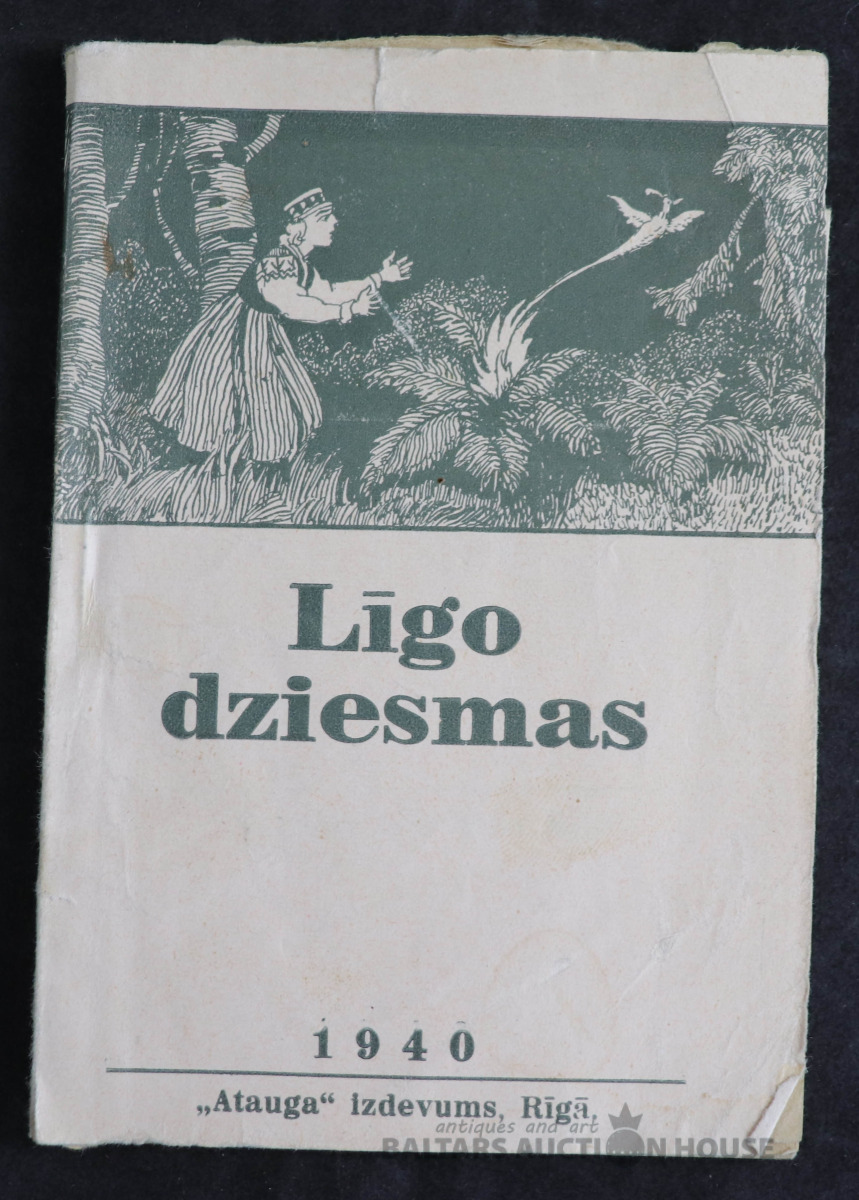 Līgo
dziesmas
1940
„Atauga“ izdevums, Rīgā.
antiques and art
BALTARS AUCTION HOUSE